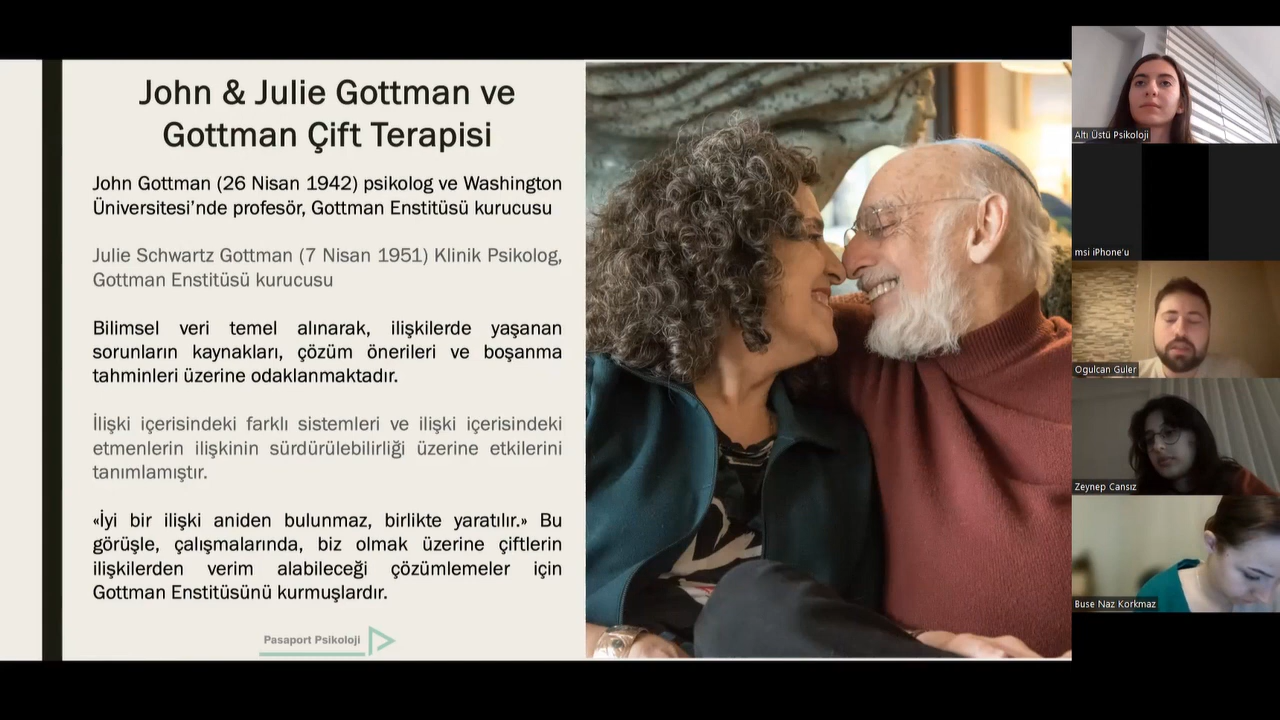 John & Julie Gottman ve
Gottman Çift Terapisi
John Gottman (26 Nisan 1942) psikolog ve Washington
Üniversitesi’nde profesör, Gottman Enstitüsü kurucusu
Julie Schwartz Gottman (7 Nisan 1951) Klinik Psikolog,
Gottman Enstitüsü kurucusu
Bilimsel veri temel alınarak, ilişkilerde yaşanan
sorunların kaynakları, çözüm önerileri ve boşanma
tahminleri üzerine odaklanmaktadır.
İlişki içerisindeki farklı sistemleri ve ilişki içerisindeki
etmenlerin ilişkinin sürdürülebilirliği üzerine etkilerini
tanımlamıştır.
«İyi bir ilişki aniden bulunmaz, birlikte yaratılır.» Bu
görüşle, çalışmalarında, biz olmak üzerine çiftlerin
ilişkilerden verim alabileceği çözümlemeler için
Gottman Enstitüsünü kurmuşlardır.
Pasaport Psikoloji
Altı Üstü Psikoloji
msi iPhone'u
Ogulcan Guler
Zeynep Cansız
Buse Naz Korkmaz